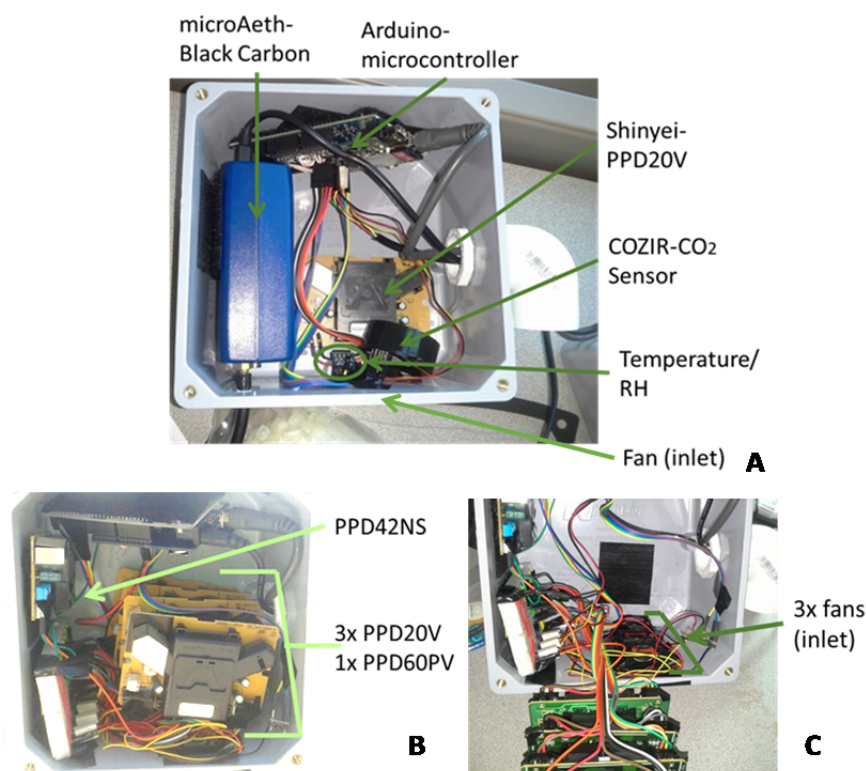 microAeth-
Black Carbon
Arduino-
microcontroller
Shinyei-
PPD20V
COZIR-CO₂
Sensor
Temperature/
RH
Fan (inlet)
A
PPD42NS
3x PPD20V
1x PPD60PV
B
3x fans
(inlet)
C